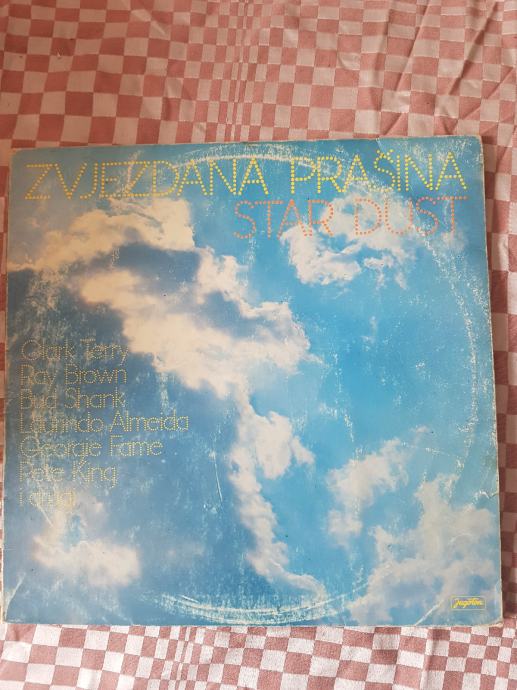 ZVJEZDANA PRAŠINA
STAR DUST
Clark Terry
Ray Brown
Bud Shank
Laurindo Almeida
Georgie Fame
Pete King
i drugi
Jugoton